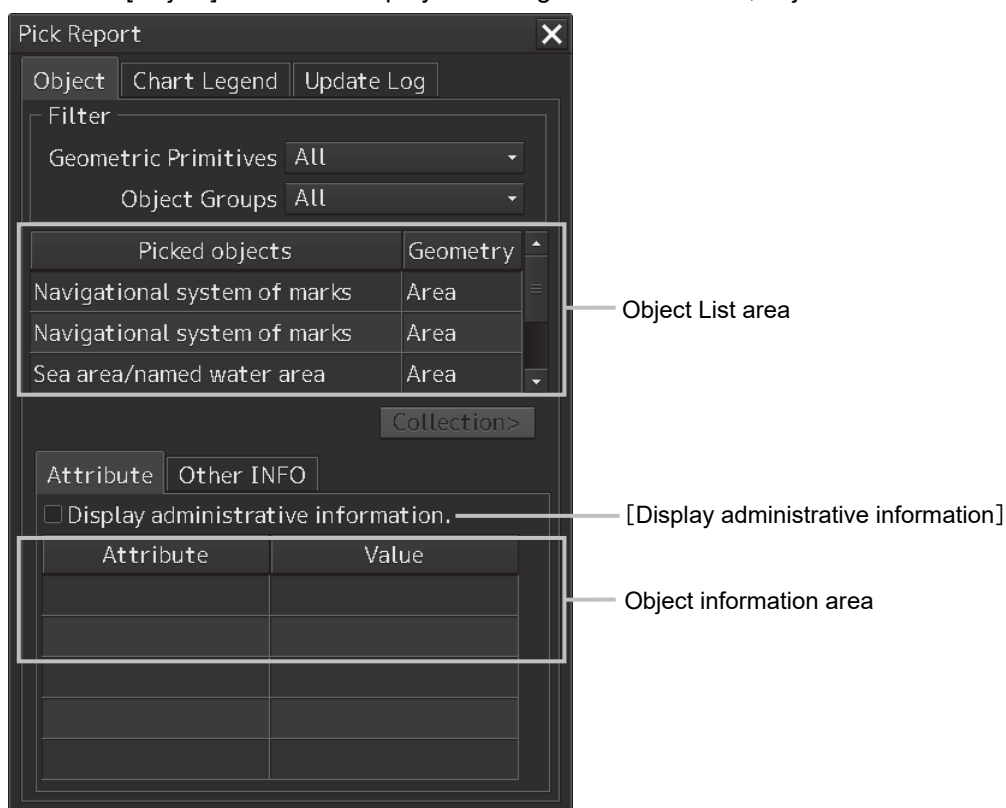 Pick Report
Object Chart Legend Update Log
Filter
Geometric Primitives All
Object Groups All
Picked objects Geometry
Navigational system of marks Area
Navigational system of marks Area
Sea area/named water area Area
Object List area
Collection>
Attribute Other INFO
Display administrative information.
[Display administrative information]
Attribute Value
Object information area